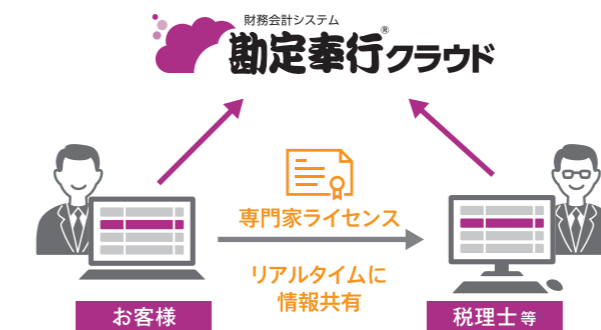 財務会計システム
勘定奉行クラウド®
専門家ライセンス
リアルタイムに
情報共有
お客様
税理士等